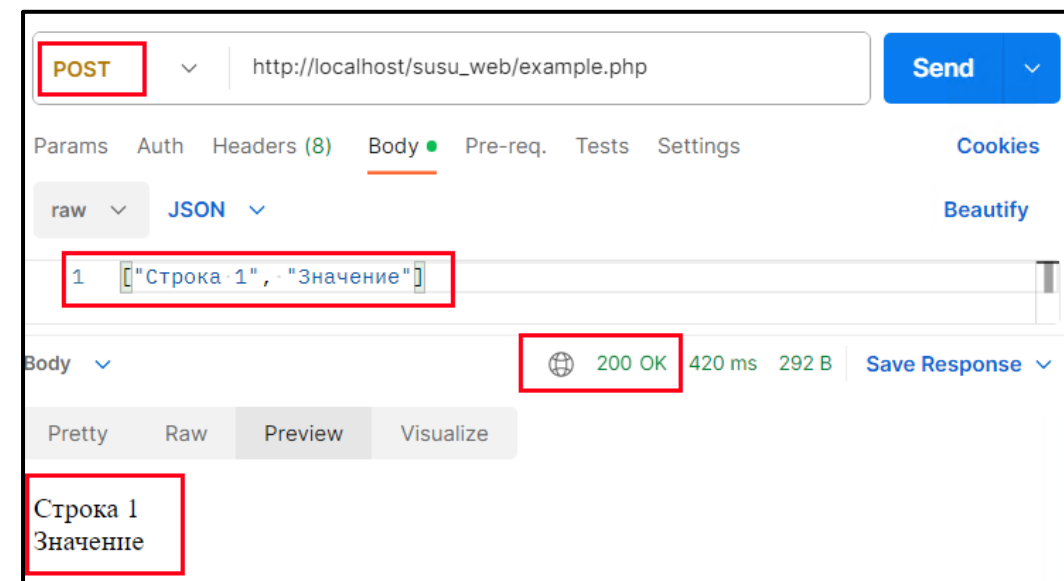 POST http://localhost/susu_web/example.php Send
Params Auth Headers (8) Body Pre-req. Tests Settings Cookies
raw JSON Beautify
1 ["Строка 1", "Значение"]
Body 200 OK 420 ms 292 B Save Response
Pretty Raw Preview Visualize
Строка 1
Значение